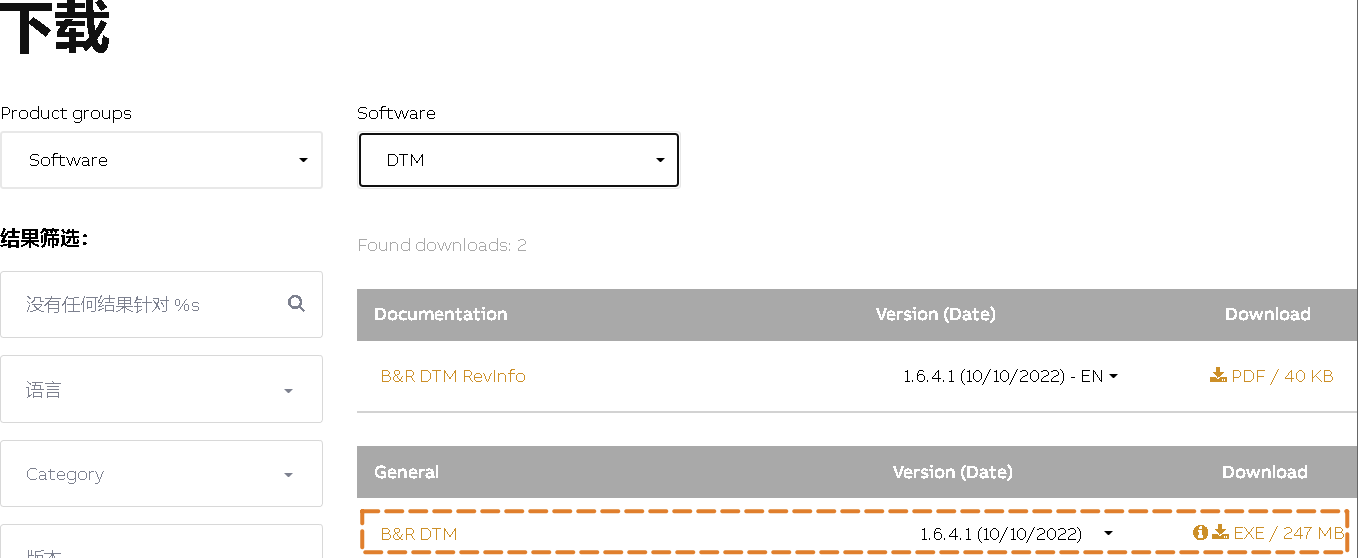 下载
Product groups
Software
Software
DTM
结果筛选：
Found downloads: 2
没有任何结果针对 %s
语言
Category
版本
Documentation Version (Date) Download
B&R DTM RevInfo 1.6.4.1 (10/10/2022) - EN PDF / 40 KB
General Version (Date) Download
B&R DTM 1.6.4.1 (10/10/2022) EXE / 247 MB